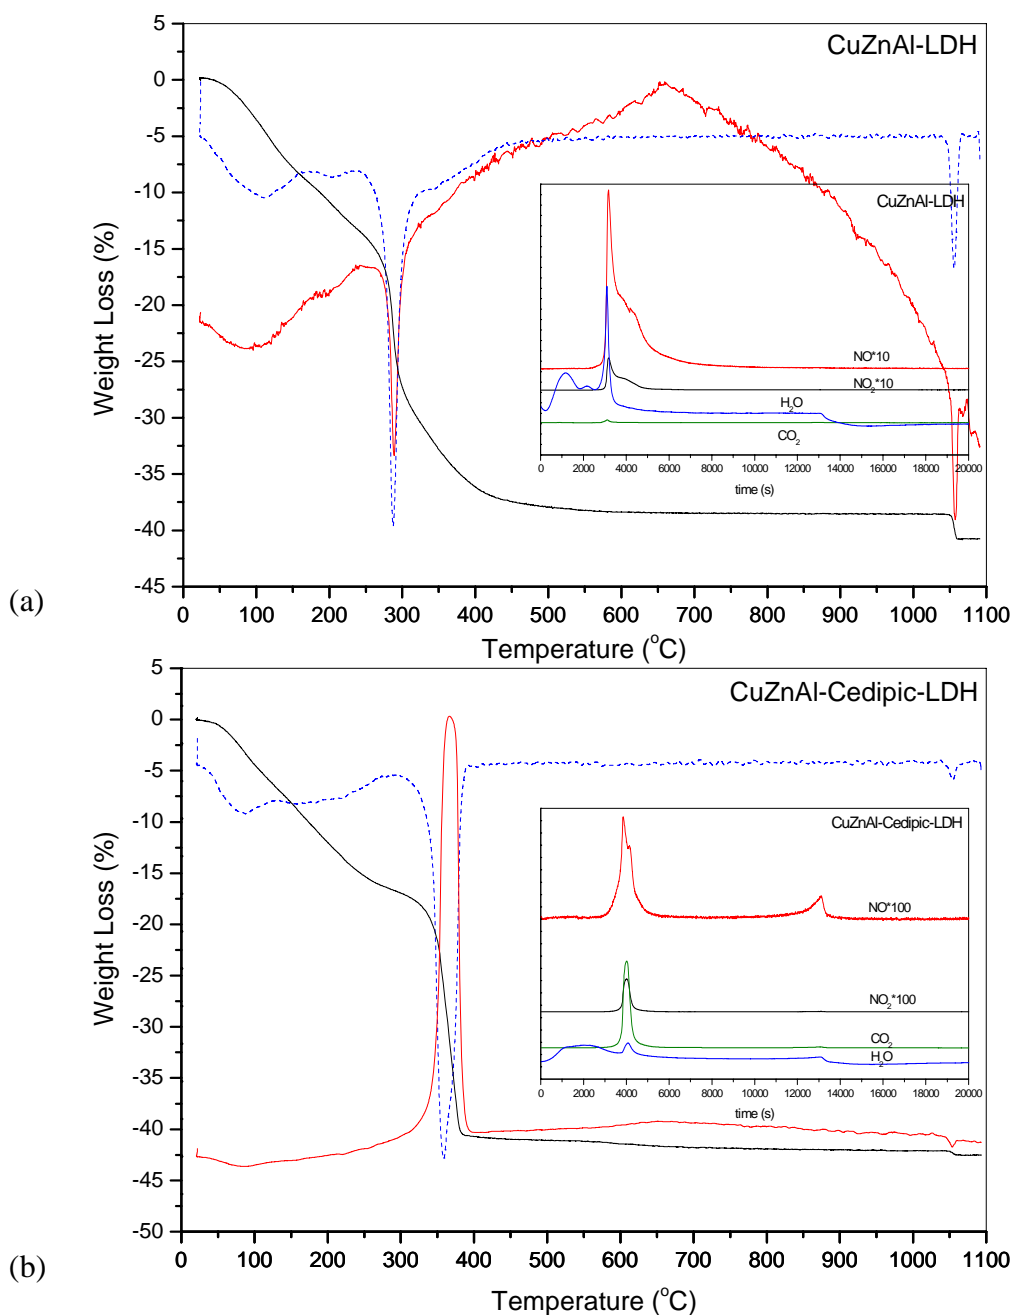 CuZnAl-LDH
5
0
-5
-10
-15
-20
-25
-30
-35
-40
-45
Weight Loss (%)
0 100 200 300 400 500 600 700 800 900 1000 1100
Temperature (°C)
CuZnAl-LDH
NO*10
NO₂*10
H₂O
CO₂
0 2000 4000 6000 8000 10000 12000 14000 16000 18000 20000
time (s)
(a)
CuZnAl-Cedipic-LDH
5
0
-5
-10
-15
-20
-25
-30
-35
-40
-45
-50
Weight Loss (%)
0 100 200 300 400 500 600 700 800 900 1000 1100
Temperature (°C)
CuZnAl-Cedipic-LDH
NO*100
NO₂*100
CO₂
H₂O
0 2000 4000 6000 8000 10000 12000 14000 16000 18000 20000
time (s)
(b)